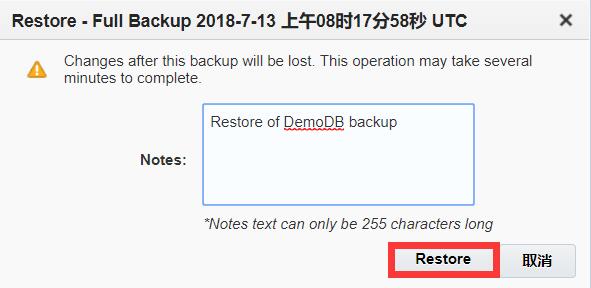 Restore - Full Backup 2018-7-13 上午08时17分58秒 UTC
Changes after this backup will be lost. This operation may take several
minutes to complete.
Restore of DemoDB backup
Notes:
*Notes text can only be 255 characters long
Restore 取消